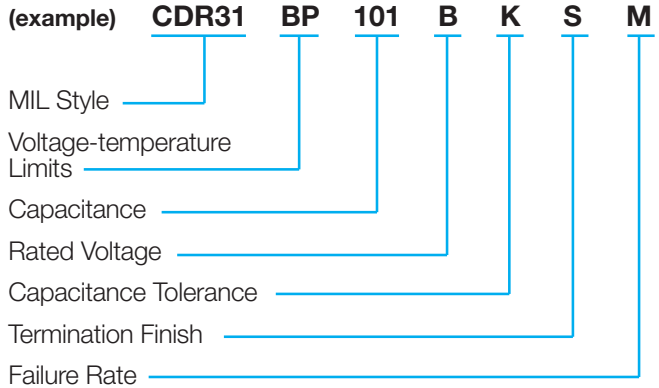 (example) CDR31 BP 101 B K S M
MIL Style
Voltage-temperature
Limits
Capacitance
Rated Voltage
Capacitance Tolerance
Termination Finish
Failure Rate